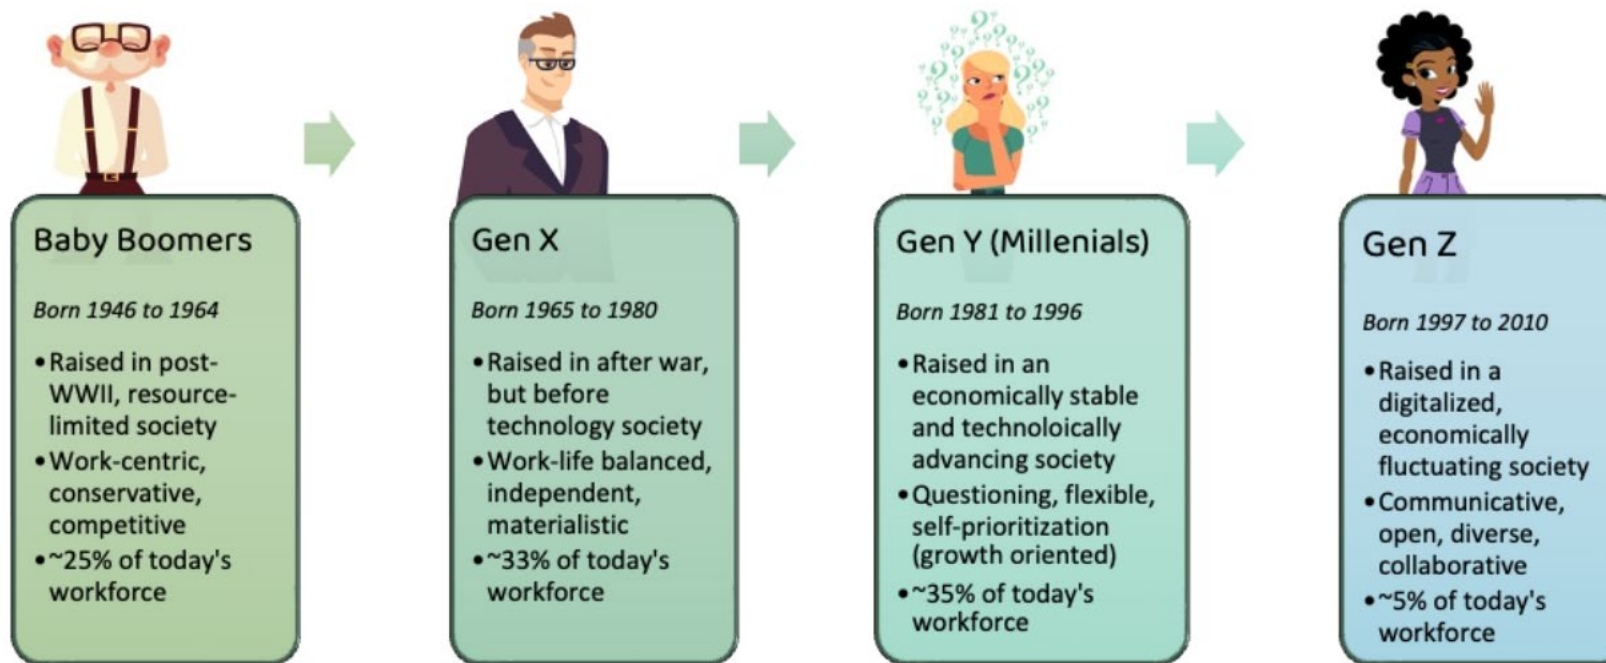 Baby Boomers
Born 1946 to 1964
•Raised in post-
WWII, resource-
limited society
•Work-centric,
conservative,
competitive
•~25% of today's
workforce
Gen X
Born 1965 to 1980
•Raised in after war,
but before
technology society
•Work-life balanced,
independent,
materialistic
•~33% of today's
workforce
Gen Y (Millenials)
Born 1981 to 1996
•Raised in an
economically stable
and technoloically
advancing society
•Questioning, flexible,
self-prioritization
(growth oriented)
•~35% of today's
workforce
Gen Z
Born 1997 to 2010
•Raised in a
digitalized,
economically
fluctuating society
•Communicative,
open, diverse,
collaborative
•~5% of today's
workforce